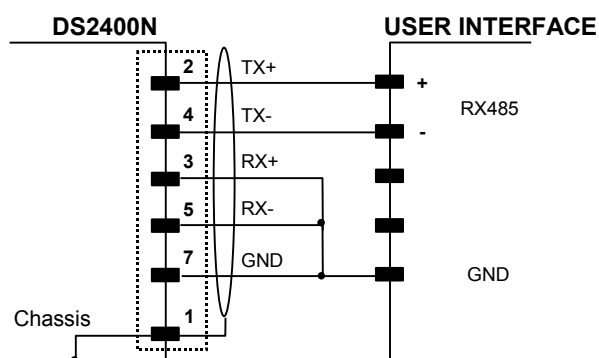 DS2400N USER INTERFACE
2 TX+ +
RX485
4 TX- -
3 RX+
5 RX-
7 GND GND
Chassis 1